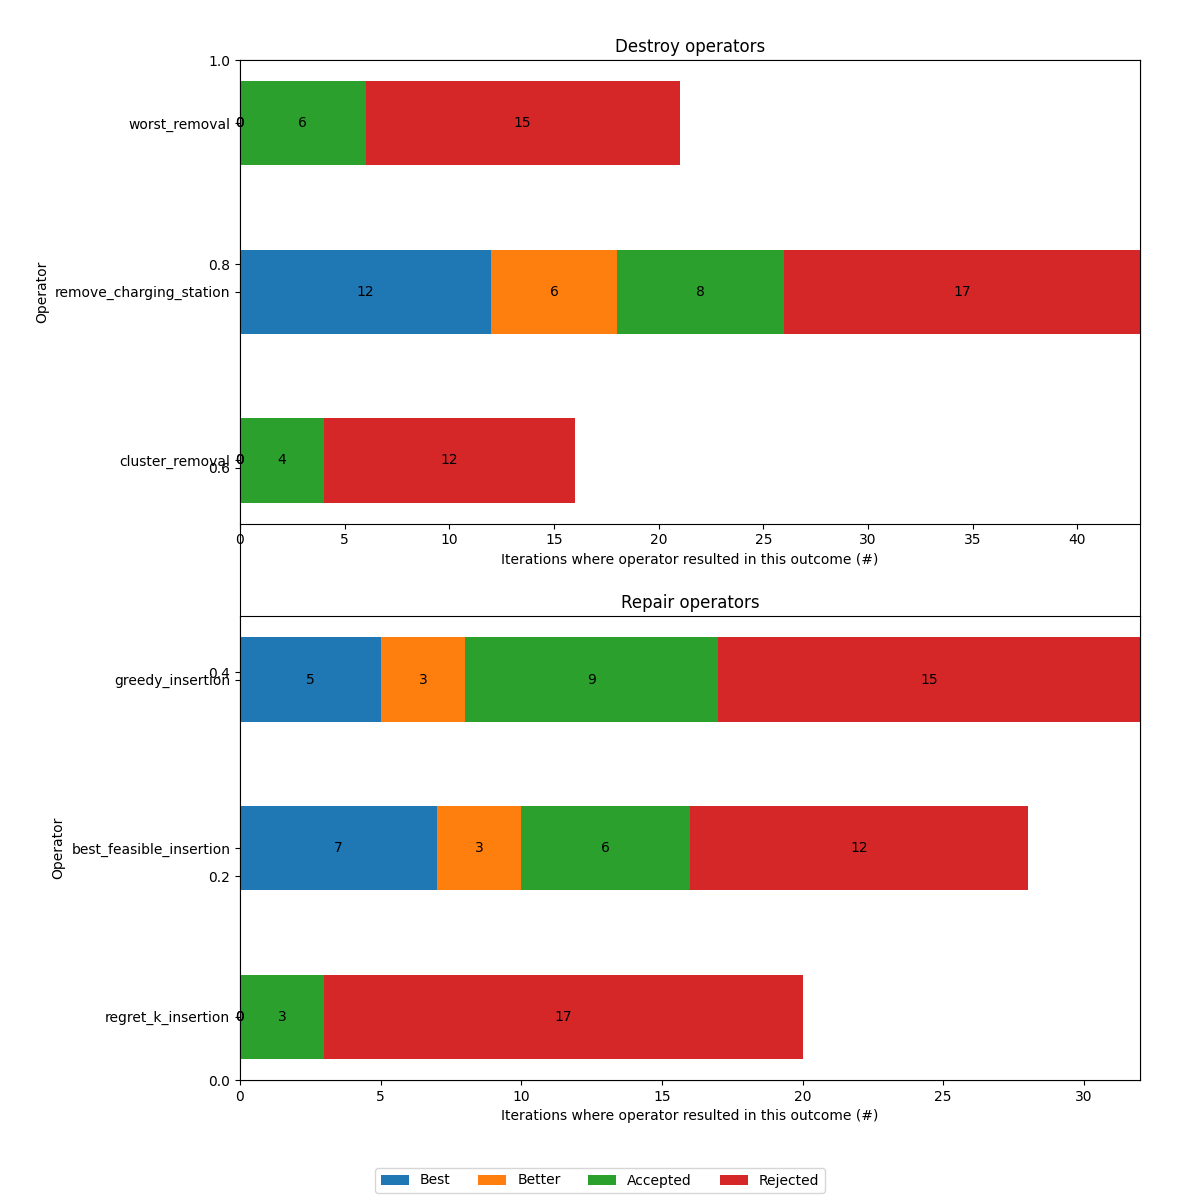 Destroy operators
1.0
worst_removal 0 0 6 15
0.8
Operator
remove_charging_station 12 6 8 17
cluster_removal 0 0 4 12
0.6
0 5 10 15 20 25 30 35 40
Iterations where operator resulted in this outcome (#)
Repair operators
0.4
greedy_insertion 5 3 9 15
Operator
best_feasible_insertion 7 3 6 12
0.2
regret_k_insertion 0 0 3 17
0.0
0 5 10 15 20 25 30
Iterations where operator resulted in this outcome (#)
Best Better Accepted Rejected